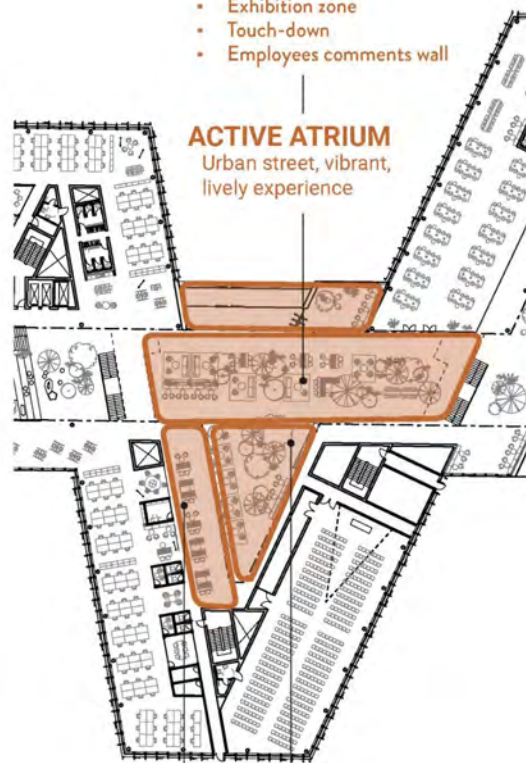 • Exhibition zone
• Touch-down
• Employees comments wall
ACTIVE ATRIUM
Urban street, vibrant,
lively experience